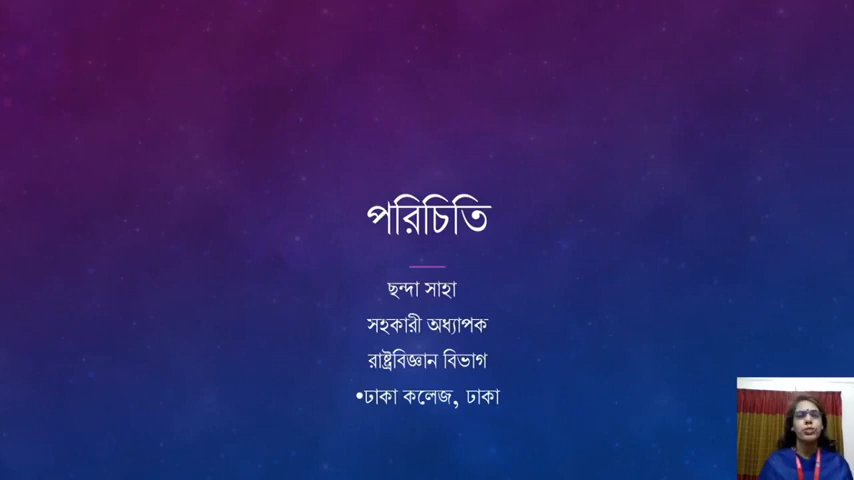 পরিচিতি
ছন্দা সাহা
সহকারী অধ্যাপক
রাষ্ট্রবিজ্ঞান বিভাগ
•ঢাকা কলেজ, ঢাকা